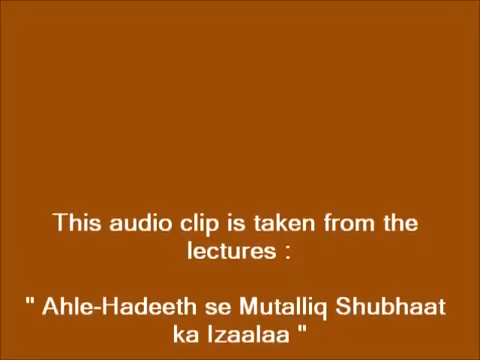 This audio clip is taken from the
lectures :
" Ahle-Hadeeth se Mutalliq Shubhaat
ka Izaalaa "